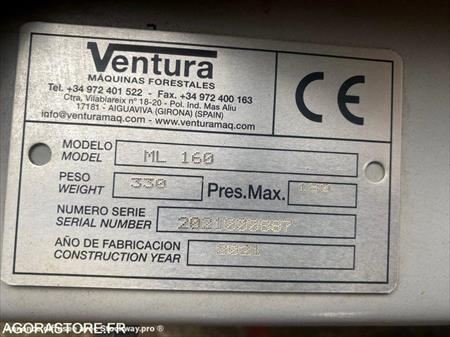 Ventura
MÁQUINAS FORESTALES
Tel. +34 972 401 522 - Fax. +34 972 400 163
Ctra, Vilablareix nº 18-20 - Pol. Ind. Mas Aliu
17181 - AIGUAVIVA (GIRONA) (SPAIN)
info@venturamaq.com - www.venturamaq.com
CE
MODELO
MODEL ML 160
PESO
WEIGHT 330 Pres.Max.
NUMERO SERIE
SERIAL NUMBER
AÑO DE FABRICACION
CONSTRUCTION YEAR 2021
AGORASTORE.FR